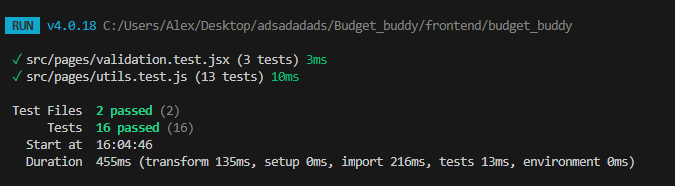 RUN v4.0.18 C:/Users/Alex/Desktop/adsadadads/Budget_buddy/frontend/budget_buddy
✓ src/pages/validation.test.jsx (3 tests) 3ms
✓ src/pages/utils.test.js (13 tests) 10ms
Test Files 2 passed (2)
Tests 16 passed (16)
Start at 16:04:46
Duration 455ms (transform 135ms, setup 0ms, import 216ms, tests 13ms, environment 0ms)